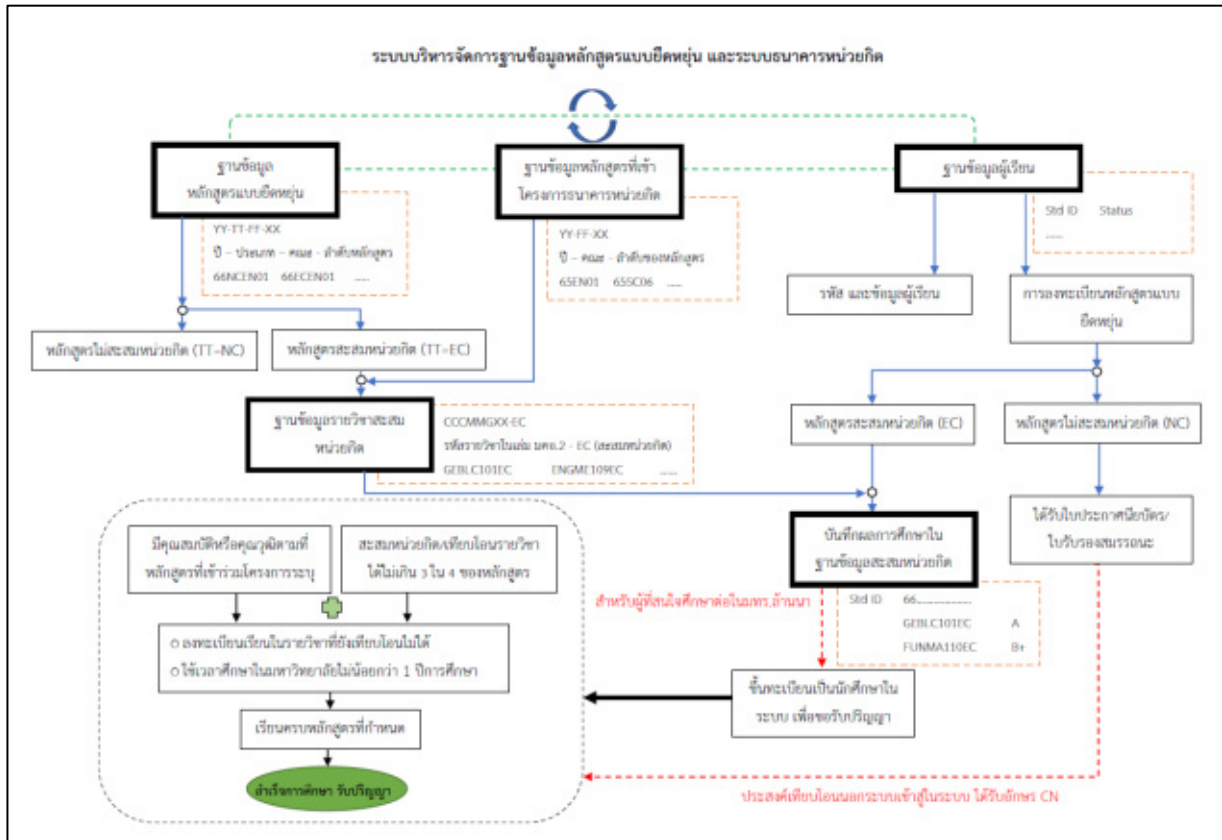 ระบบบริหารจัดการฐานข้อมูลหลักสูตรแบบยืดหยุ่น และระบบธนาคารหน่วยกิต
ฐานข้อมูล
หลักสูตรแบบยืดหยุ่น
ฐานข้อมูลหลักสูตรที่เข้า
โครงการธนาคารหน่วยกิต
ฐานข้อมูลผู้เรียน
YY-TT-FF-XX
ปี – ประเภท – คณะ - ลำดับหลักสูตร
66NCEN01 66ECEN01 .....
YY-FF-XX
ปี – คณะ - ลำดับของหลักสูตร
65EN01 65SC06 .....
Std ID Status
......
รหัส และข้อมูลผู้เรียน
การลงทะเบียนหลักสูตรแบบ
ยืดหยุ่น
หลักสูตรไม่สะสมหน่วยกิต (TT=NC)
หลักสูตรสะสมหน่วยกิต (TT=EC)
ฐานข้อมูลรายวิชาสะสม
หน่วยกิต
CCCMMGXX-EC
รหัสรายวิชาในเล่ม มคอ.2 - EC (สะสมหน่วยกิต)
GEBLC101EC ENGME109EC ......
หลักสูตรสะสมหน่วยกิต (EC)
หลักสูตรไม่สะสมหน่วยกิต (NC)
มีคุณสมบัติหรือคุณวุฒิตามที่
หลักสูตรที่เข้าร่วมโครงการระบุ
สะสมหน่วยกิต/เทียบโอนรายวิชา
ได้ไม่เกิน 3 ใน 4 ของหลักสูตร
บันทึกผลการศึกษาใน
ฐานข้อมูลสะสมหน่วยกิต
ได้รับใบประกาศนียบัตร/
ใบรับรองสมรรถนะ
สำหรับผู้ที่สนใจศึกษาต่อในมทร.ล้านนา
Std ID 66...................
GEBLC101EC A
FUNMA110EC B+
o ลงทะเบียนเรียนในรายวิชาที่ยังเทียบโอนไม่ได้
o ใช้เวลาศึกษาในมหาวิทยาลัยไม่น้อยกว่า 1 ปีการศึกษา
ขึ้นทะเบียนเป็นนักศึกษาใน
ระบบ เพื่อขอรับปริญญา
เรียนครบหลักสูตรที่กำหนด
สำเร็จการศึกษา รับปริญญา
ประสงค์เทียบโอนนอกระบบเข้าสู่ในระบบ ได้รับอักษร CN